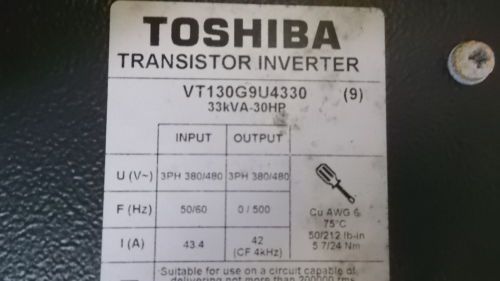 TOSHIBA
TRANSISTOR INVERTER
VT130G9U4330 (9)
33kVA-30HP
INPUT OUTPUT
U (V~) 3PH 380/480 3PH 380/480
F (Hz) 50/60 0 / 500
Cu AWG 6
75°C
I (A) 43.4 42
(CF 4kHz)
50/212 lb-in
5.7/24 Nm
Suitable for use on a circuit capable of
delivering not more than 200000 rms